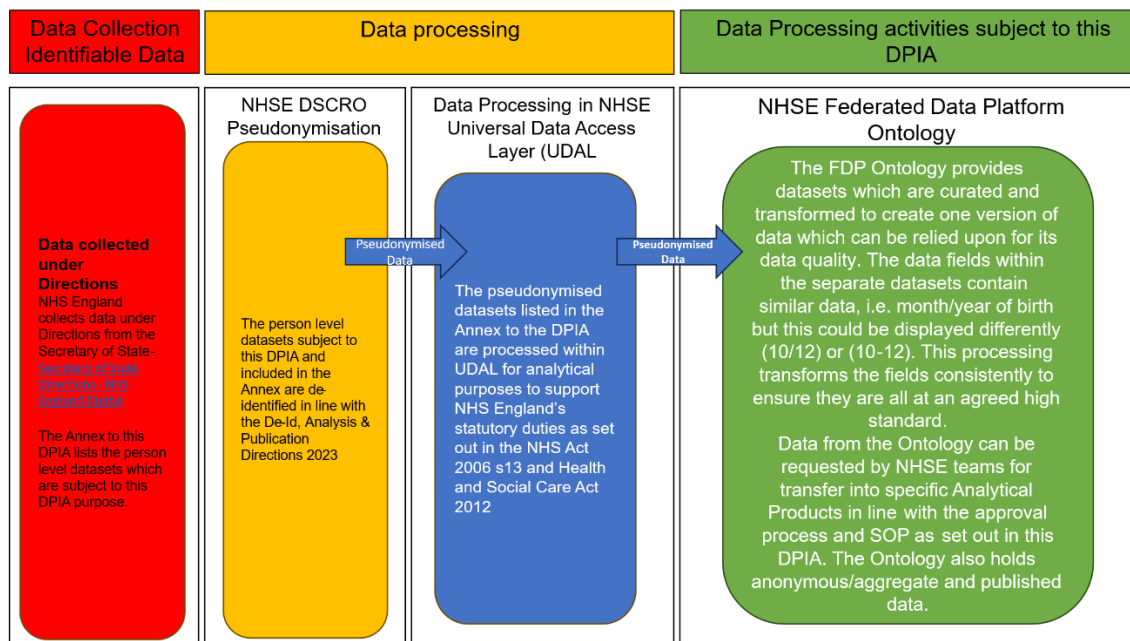 Data Collection
Identifiable Data
Data processing
Data Processing activities subject to this
DPIA
Data collected
under
Directions
NHS England
collects data under
Directions from the
Secretary of State-
Secretary of State
Directions - NHS
England Digital
The Annex to this
DPIA lists the person
level datasets which
are subject to this
DPIA purpose.
NHSE DSCRO
Pseudonymisation
The person level
datasets subject to
this DPIA and
included in the
Annex are de-
identified in line with
the De-Id, Analysis &
Publication
Directions 2023
Pseudonymised
Data
Data Processing in NHSE
Universal Data Access
Layer (UDAL
The pseudonymised
datasets listed in the
Annex to the DPIA
are processed within
UDAL for analytical
purposes to support
NHS England's
statutory duties as set
out in the NHS Act
2006 s13 and Health
and Social Care Act
2012
Pseudonymised
Data
NHSE Federated Data Platform
Ontology
The FDP Ontology provides
datasets which are curated and
transformed to create one version of
data which can be relied upon for its
data quality. The data fields within
the separate datasets contain
similar data, i.e. month/year of birth
but this could be displayed differently
(10/12) or (10-12). This processing
transforms the fields consistently to
ensure they are all at an agreed high
standard.
Data from the Ontology can be
requested by NHSE teams for
transfer into specific Analytical
Products in line with the approval
process and SOP as set out in this
DPIA. The Ontology also holds
anonymous/aggregate and published
data.